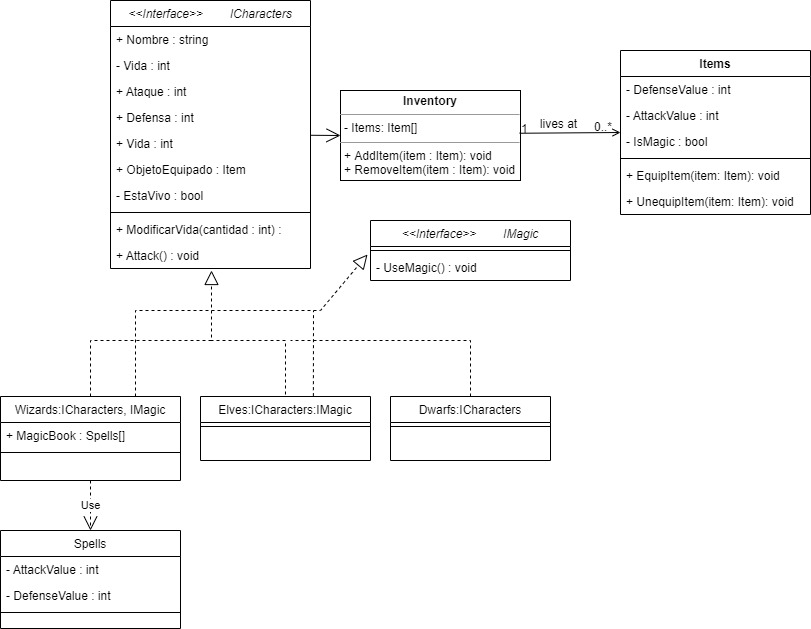 <<Interface>> ICharacters
+ Nombre : string
- Vida : int
+ Ataque : int
+ Defensa : int
+ Vida : int
+ ObjetoEquipado : Item
- EstaVivo : bool
+ ModificarVida(cantidad : int) :
+ Attack() : void
Inventory
- Items: Item[]
+ AddItem(item : Item): void
+ RemoveItem(item : Item): void
1
lives at
0..*
Items
- DefenseValue : int
- AttackValue : int
- IsMagic : bool
+ EquipItem(item: Item): void
+ UnequipItem(item: Item): void
<<Interface>> IMagic
- UseMagic() : void
Wizards:ICharacters, IMagic
+ MagicBook : Spells[]
Elves:ICharacters:IMagic
Dwarfs:ICharacters
Use
Spells
- AttackValue : int
- DefenseValue : int